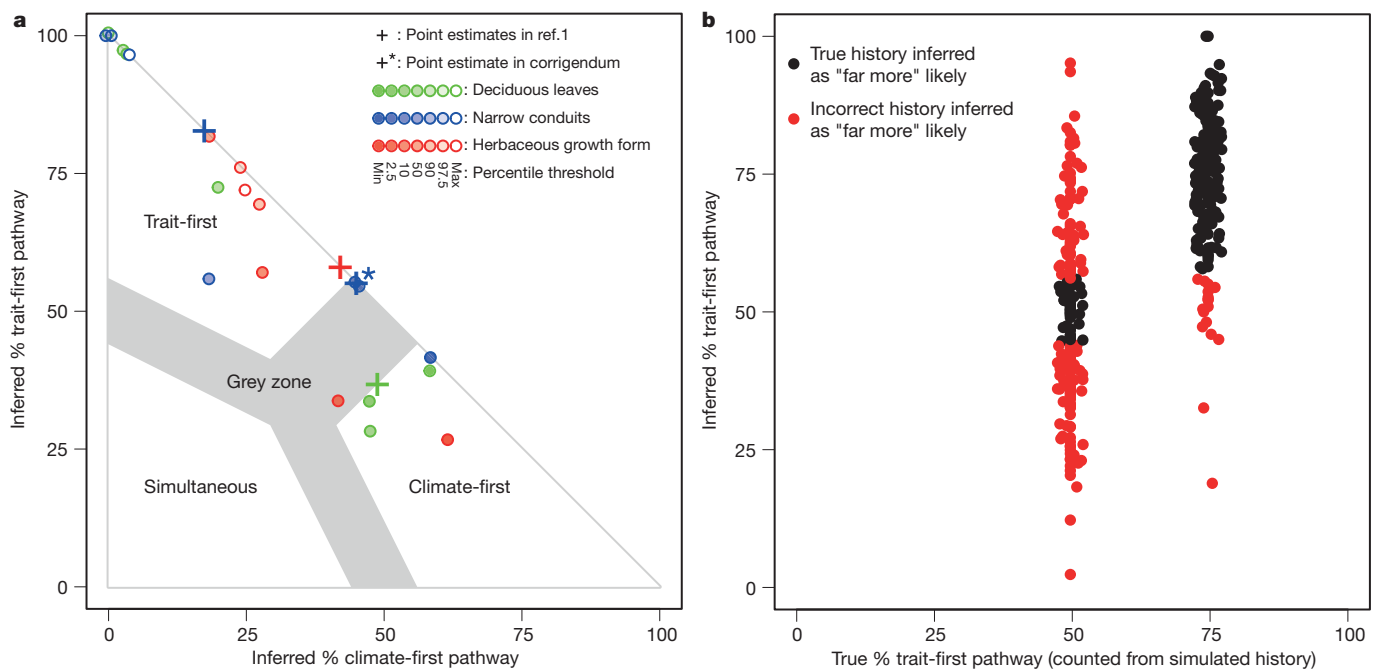 a
100
75
50
25
0
0
25
50
75
100
Inferred % trait-first pathway
Inferred % climate-first pathway
+ : Point estimates in ref.1
+*: Point estimate in corrigendum
: Deciduous leaves
: Narrow conduits
: Herbaceous growth form
Min 2.5 10 50 90 97.5 Max : Percentile threshold
Trait-first
Grey zone
Simultaneous
Climate-first
*
b
100
75
50
25
0
0
25
50
75
100
Inferred % trait-first pathway
True % trait-first pathway (counted from simulated history)
True history inferred
as "far more" likely
Incorrect history inferred
as "far more" likely